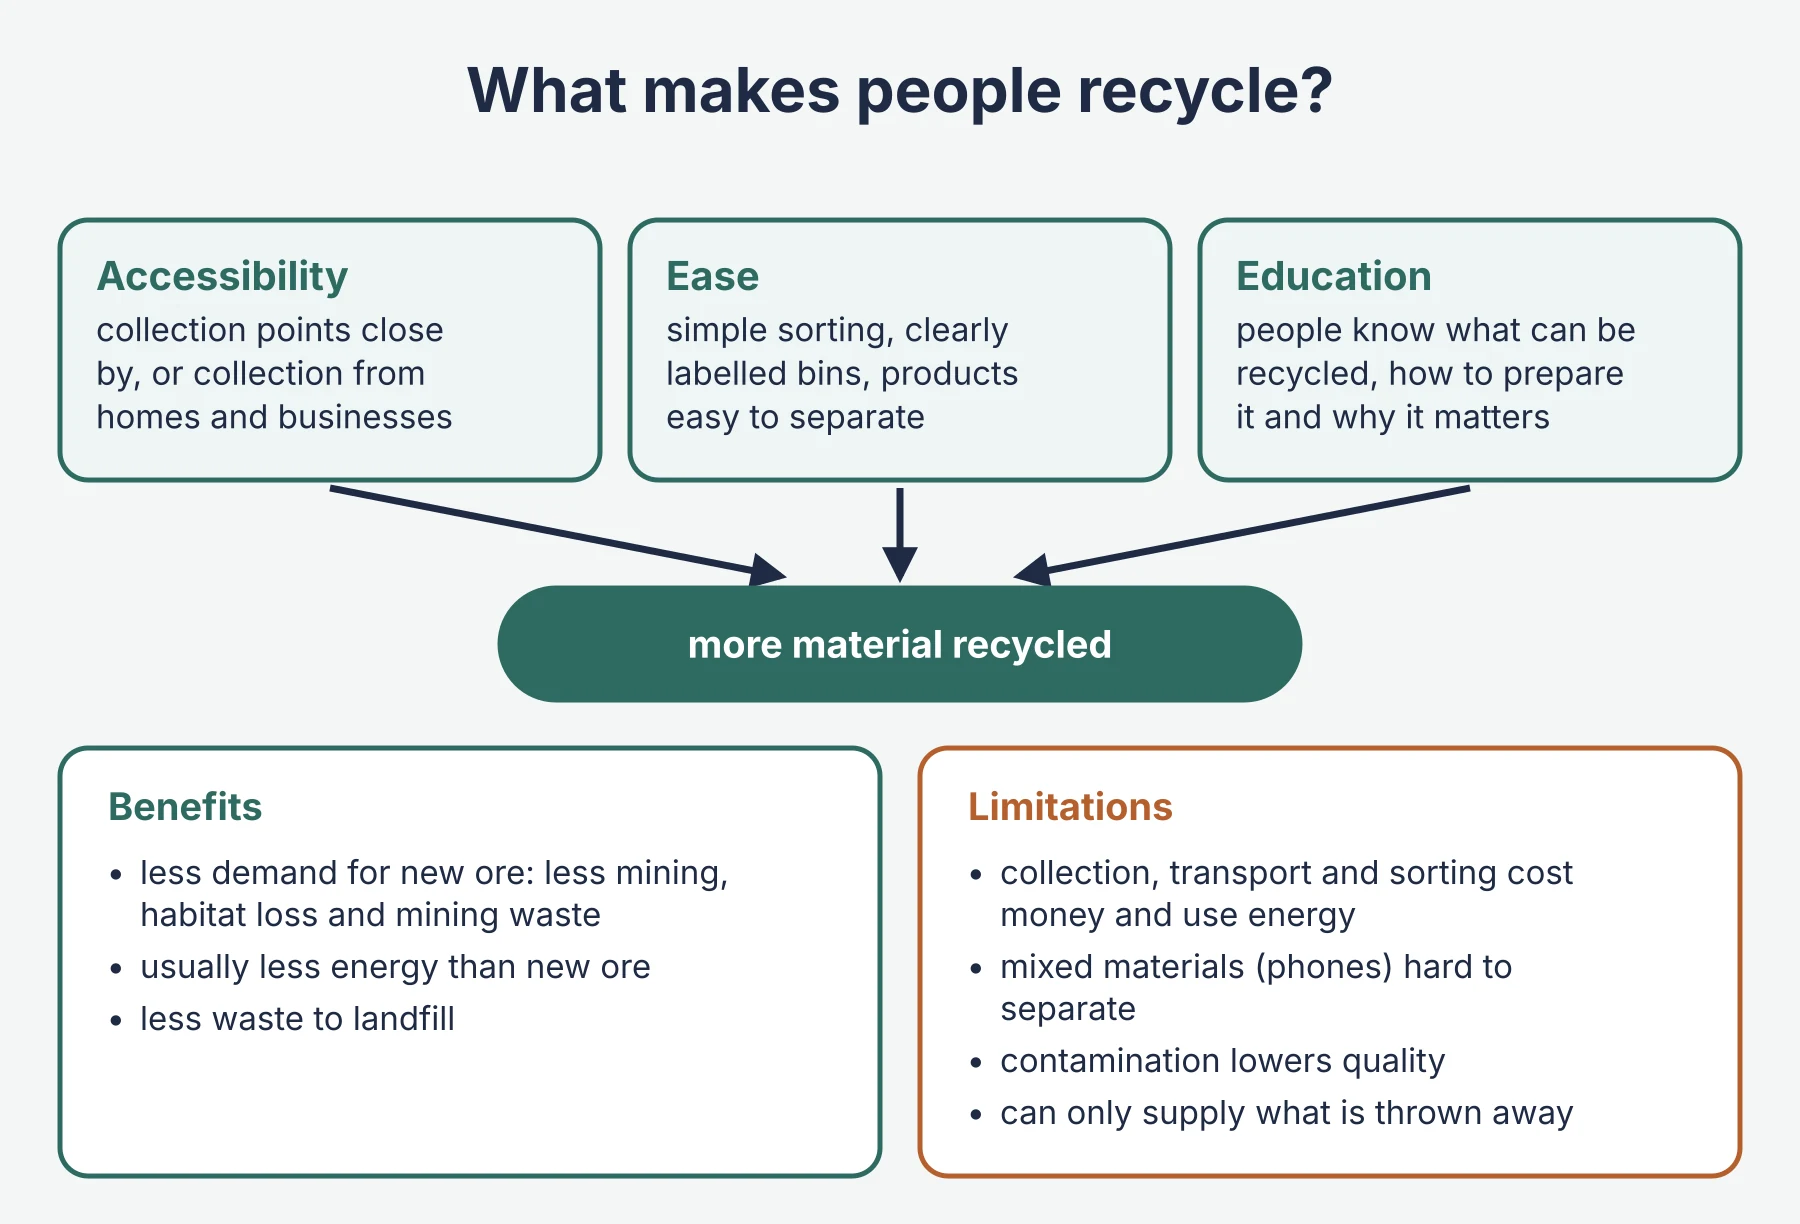 What makes people recycle?
Accessibility
collection points close
by, or collection from
homes and businesses
Ease
simple sorting, clearly
labelled bins, products
easy to separate
Education
people know what can be
recycled, how to prepare
it and why it matters
more material recycled
Benefits
• less demand for new ore: less mining,
habitat loss and mining waste
• usually less energy than new ore
• less waste to landfill
Limitations
• collection, transport and sorting cost
money and use energy
• mixed materials (phones) hard to
separate
• contamination lowers quality
• can only supply what is thrown away